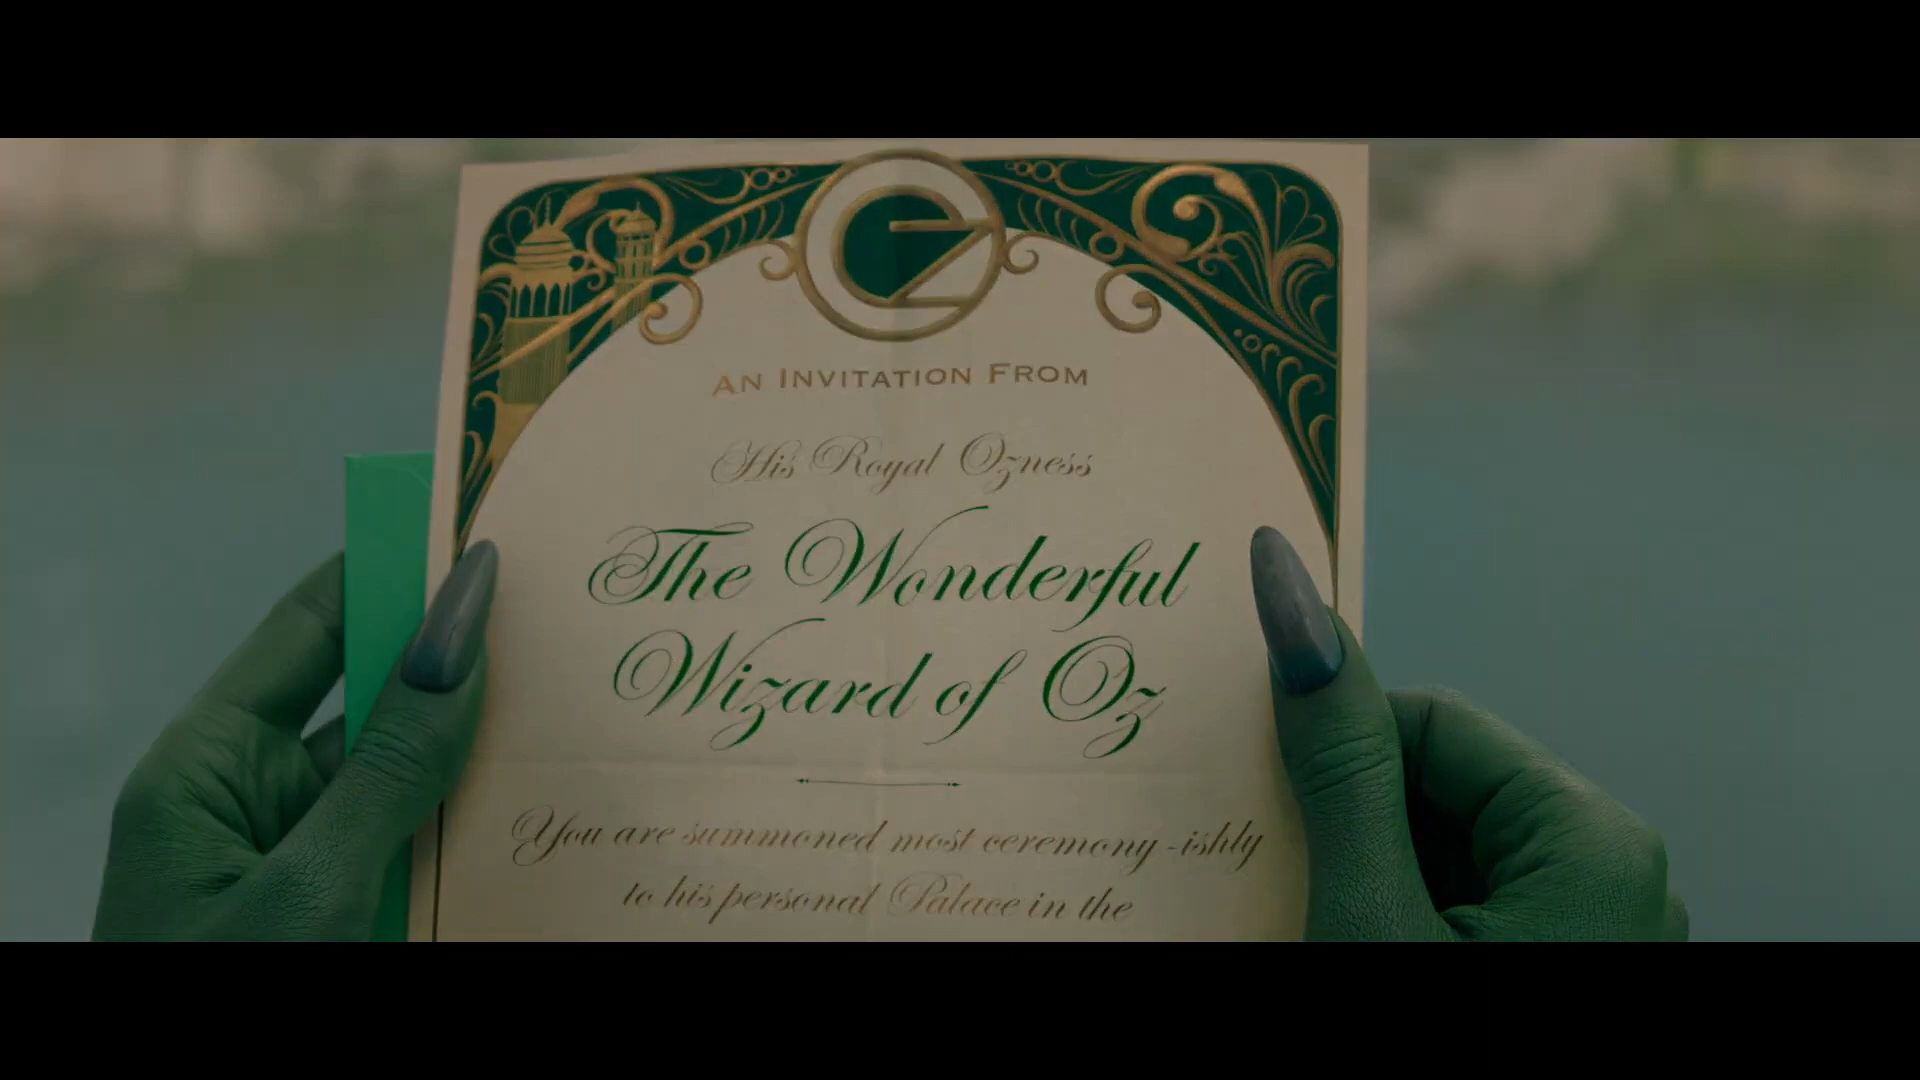 OZ
AN INVITATION FROM
His Royal Ozness
The Wonderful
Wizard of Oz
You are summoned most ceremony-ishly
to his personal Palace in the